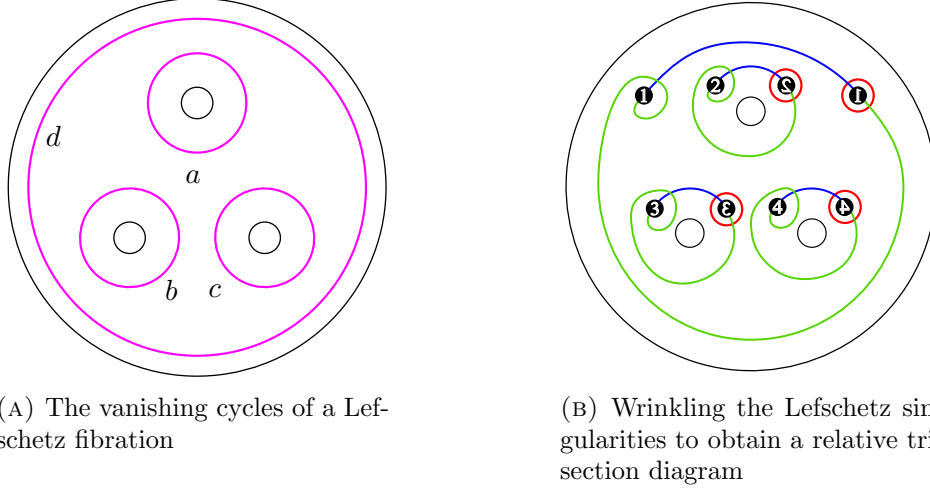 d
a
b
c
1
2
2
1
3
3
4
4
(A) The vanishing cycles of a Lef-
schetz fibration
(B) Wrinkling the Lefschetz sin
gularities to obtain a relative tri
section diagram